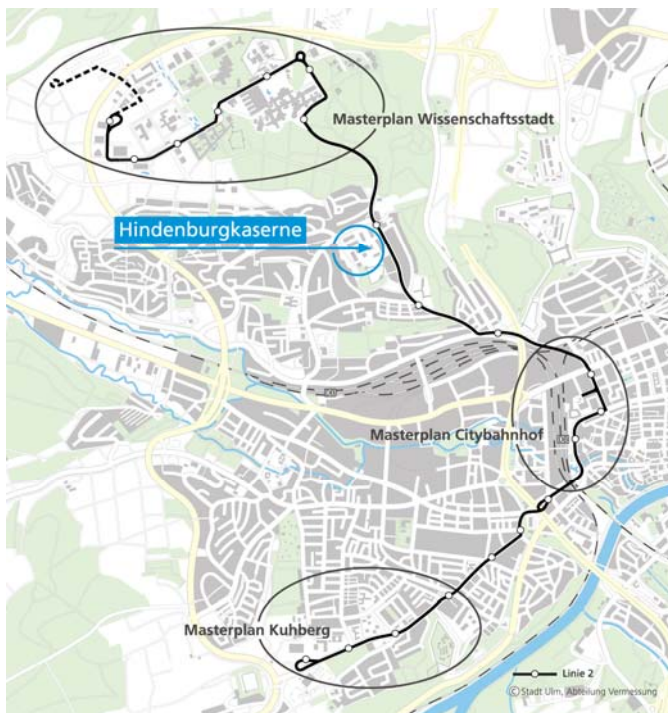 Masterplan Wissenschaftsstadt
Hindenburgkaserne
Masterplan Citybahnhof
Masterplan Kuhberg
Linie 2
© Stadt Ulm, Abteilung Vermessung